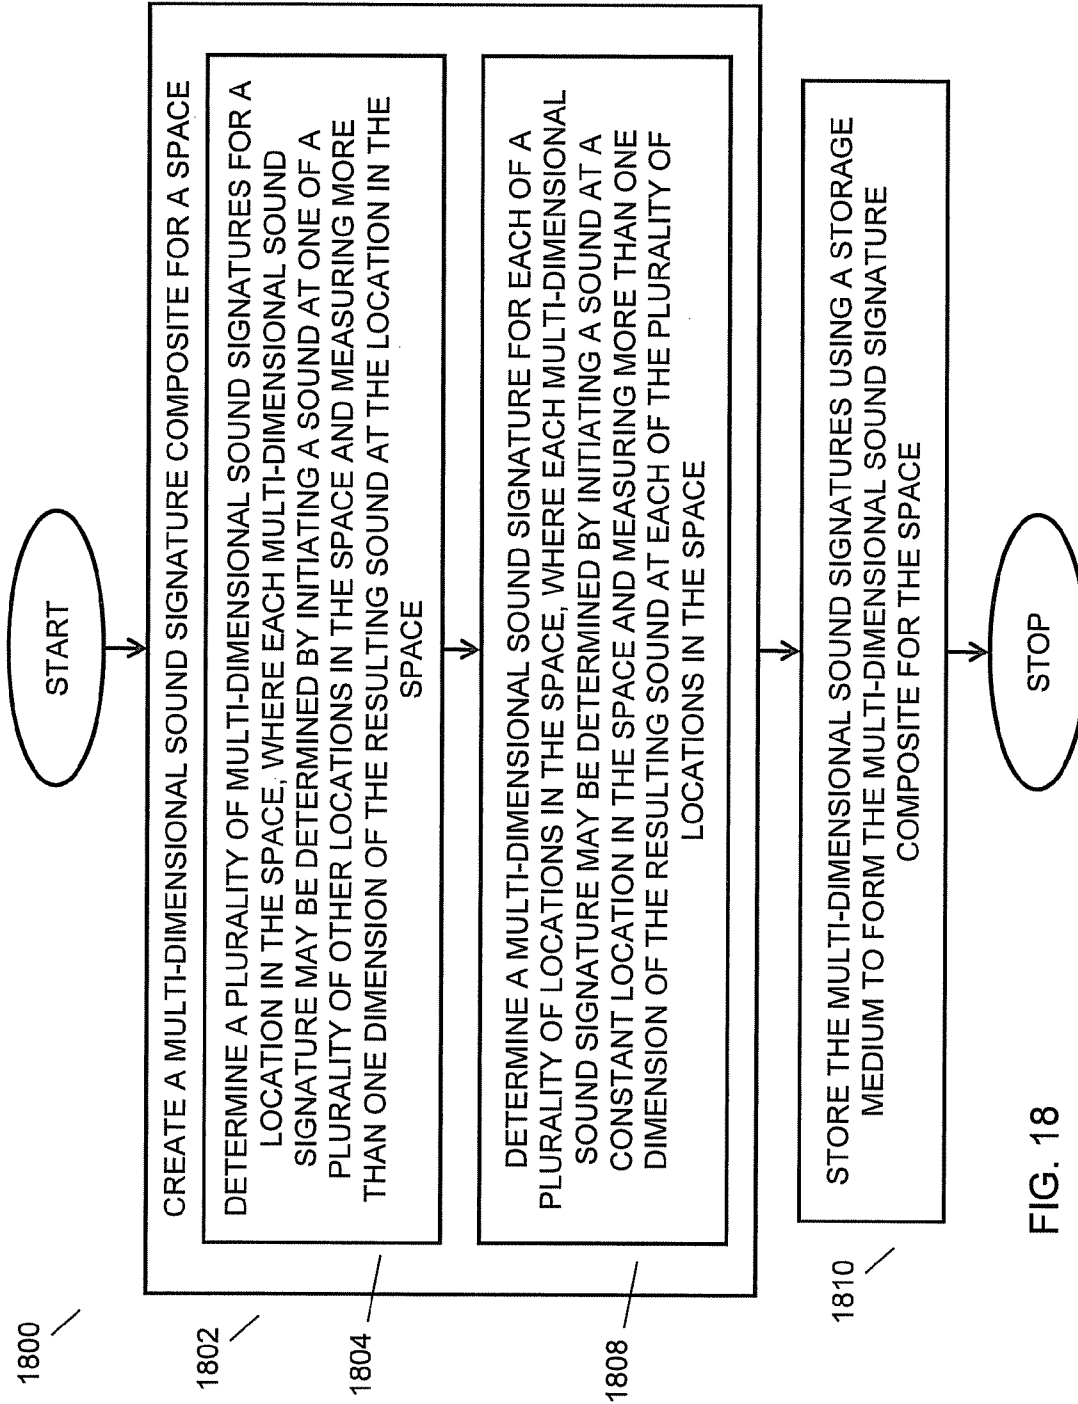 1800
START
1802
CREATE A MULTI-DIMENSIONAL SOUND SIGNATURE COMPOSITE FOR A SPACE
1804
DETERMINE A PLURALITY OF MULTI-DIMENSIONAL SOUND SIGNATURES FOR A
LOCATION IN THE SPACE, WHERE EACH MULTI-DIMENSIONAL SOUND
SIGNATURE MAY BE DETERMINED BY INITIATING A SOUND AT ONE OF A
PLURALITY OF OTHER LOCATIONS IN THE SPACE AND MEASURING MORE
THAN ONE DIMENSION OF THE RESULTING SOUND AT THE LOCATION IN THE
SPACE
1808
DETERMINE A MULTI-DIMENSIONAL SOUND SIGNATURE FOR EACH OF A
PLURALITY OF LOCATIONS IN THE SPACE, WHERE EACH MULTI-DIMENSIONAL
SOUND SIGNATURE MAY BE DETERMINED BY INITIATING A SOUND AT A
CONSTANT LOCATION IN THE SPACE AND MEASURING MORE THAN ONE
DIMENSION OF THE RESULTING SOUND AT EACH OF THE PLURALITY OF
LOCATIONS IN THE SPACE
1810
STORE THE MULTI-DIMENSIONAL SOUND SIGNATURES USING A STORAGE
MEDIUM TO FORM THE MULTI-DIMENSIONAL SOUND SIGNATURE
COMPOSITE FOR THE SPACE
STOP
FIG. 18